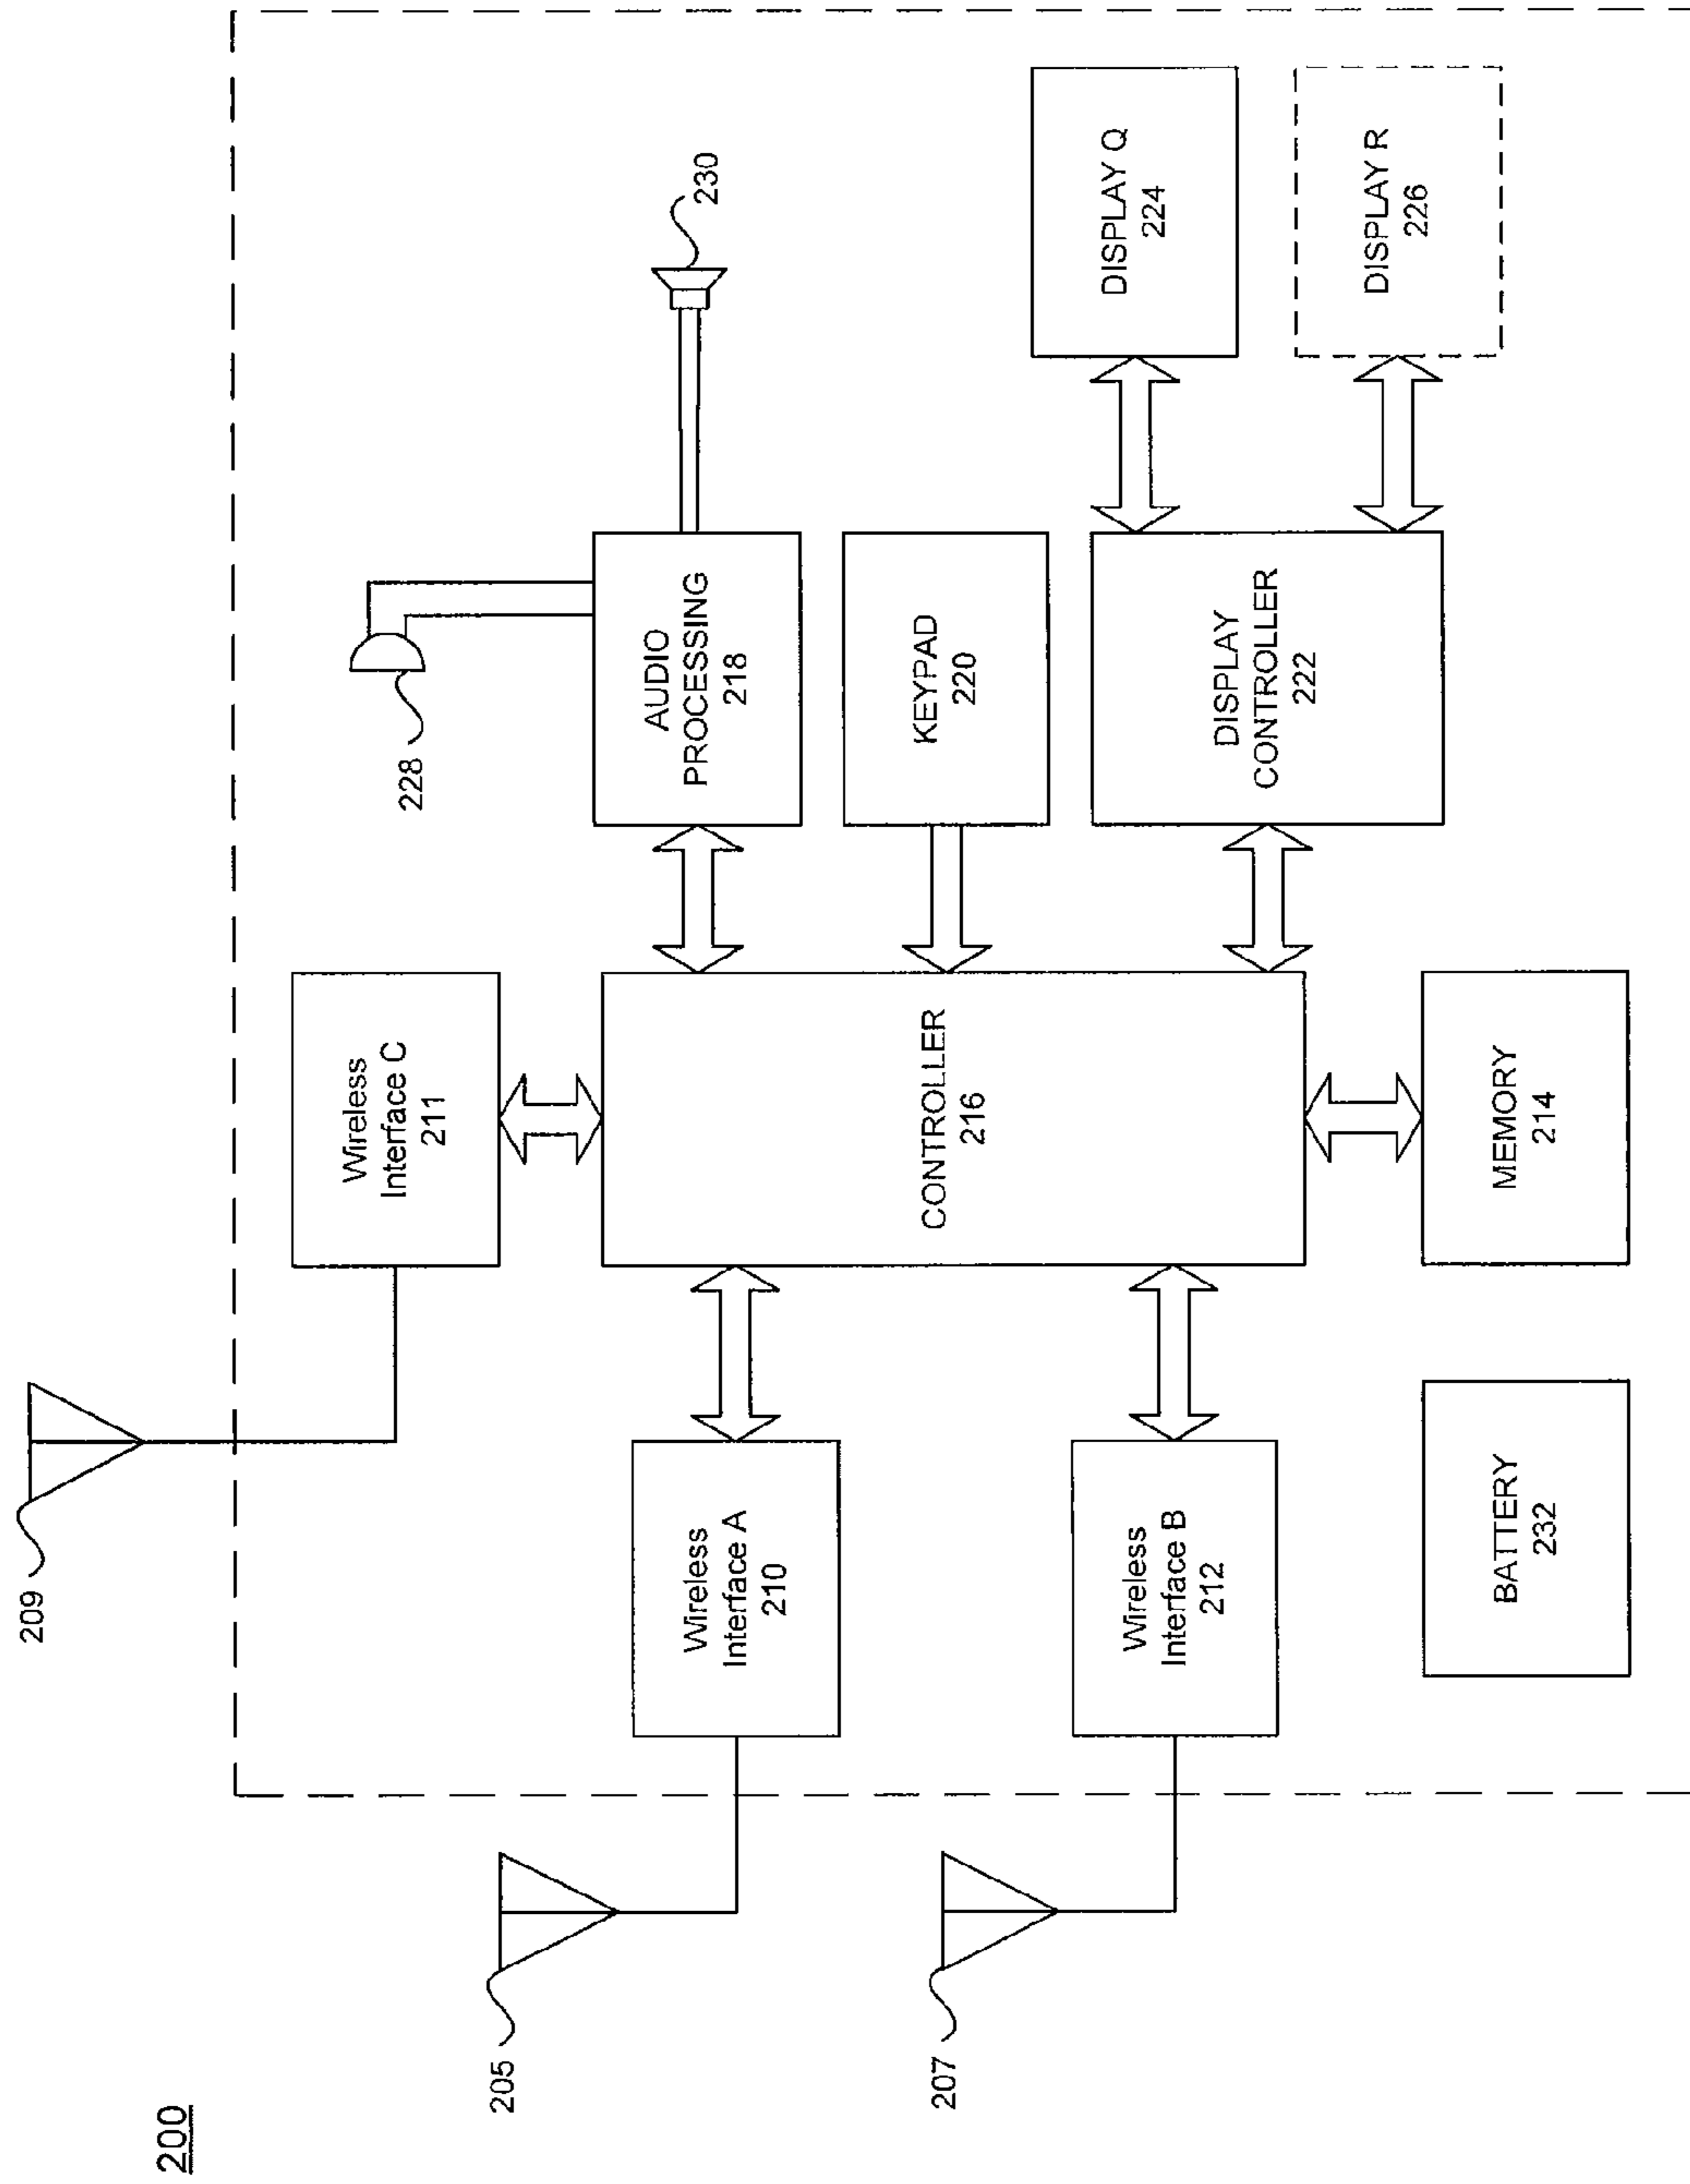 200
209
205
207
Wireless
Interface C
211
Wireless
Interface A
210
Wireless
Interface B
212
BATTERY
232
CONTROLLER
216
MEMORY
214
228
230
AUDIO
PROCESSING
218
KEYPAD
220
DISPLAY
CONTROLLER
222
DISPLAY Q
224
DISPLAY R
226